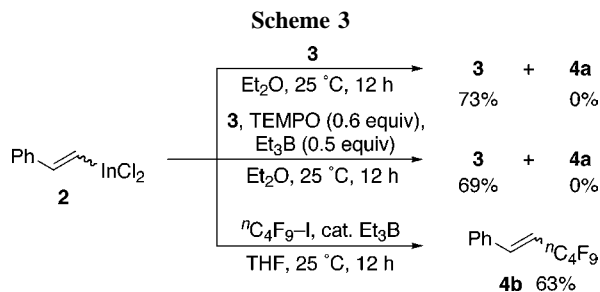 Scheme 3
3
Et2O, 25 °C, 12 h
3 + 4a
73% 0%
3, TEMPO (0.6 equiv),
Et3B (0.5 equiv)
Et2O, 25 °C, 12 h
3 + 4a
69% 0%
Ph
InCl2
2
nC4F9–I, cat. Et3B
THF, 25 °C, 12 h
Ph
nC4F9
4b 63%